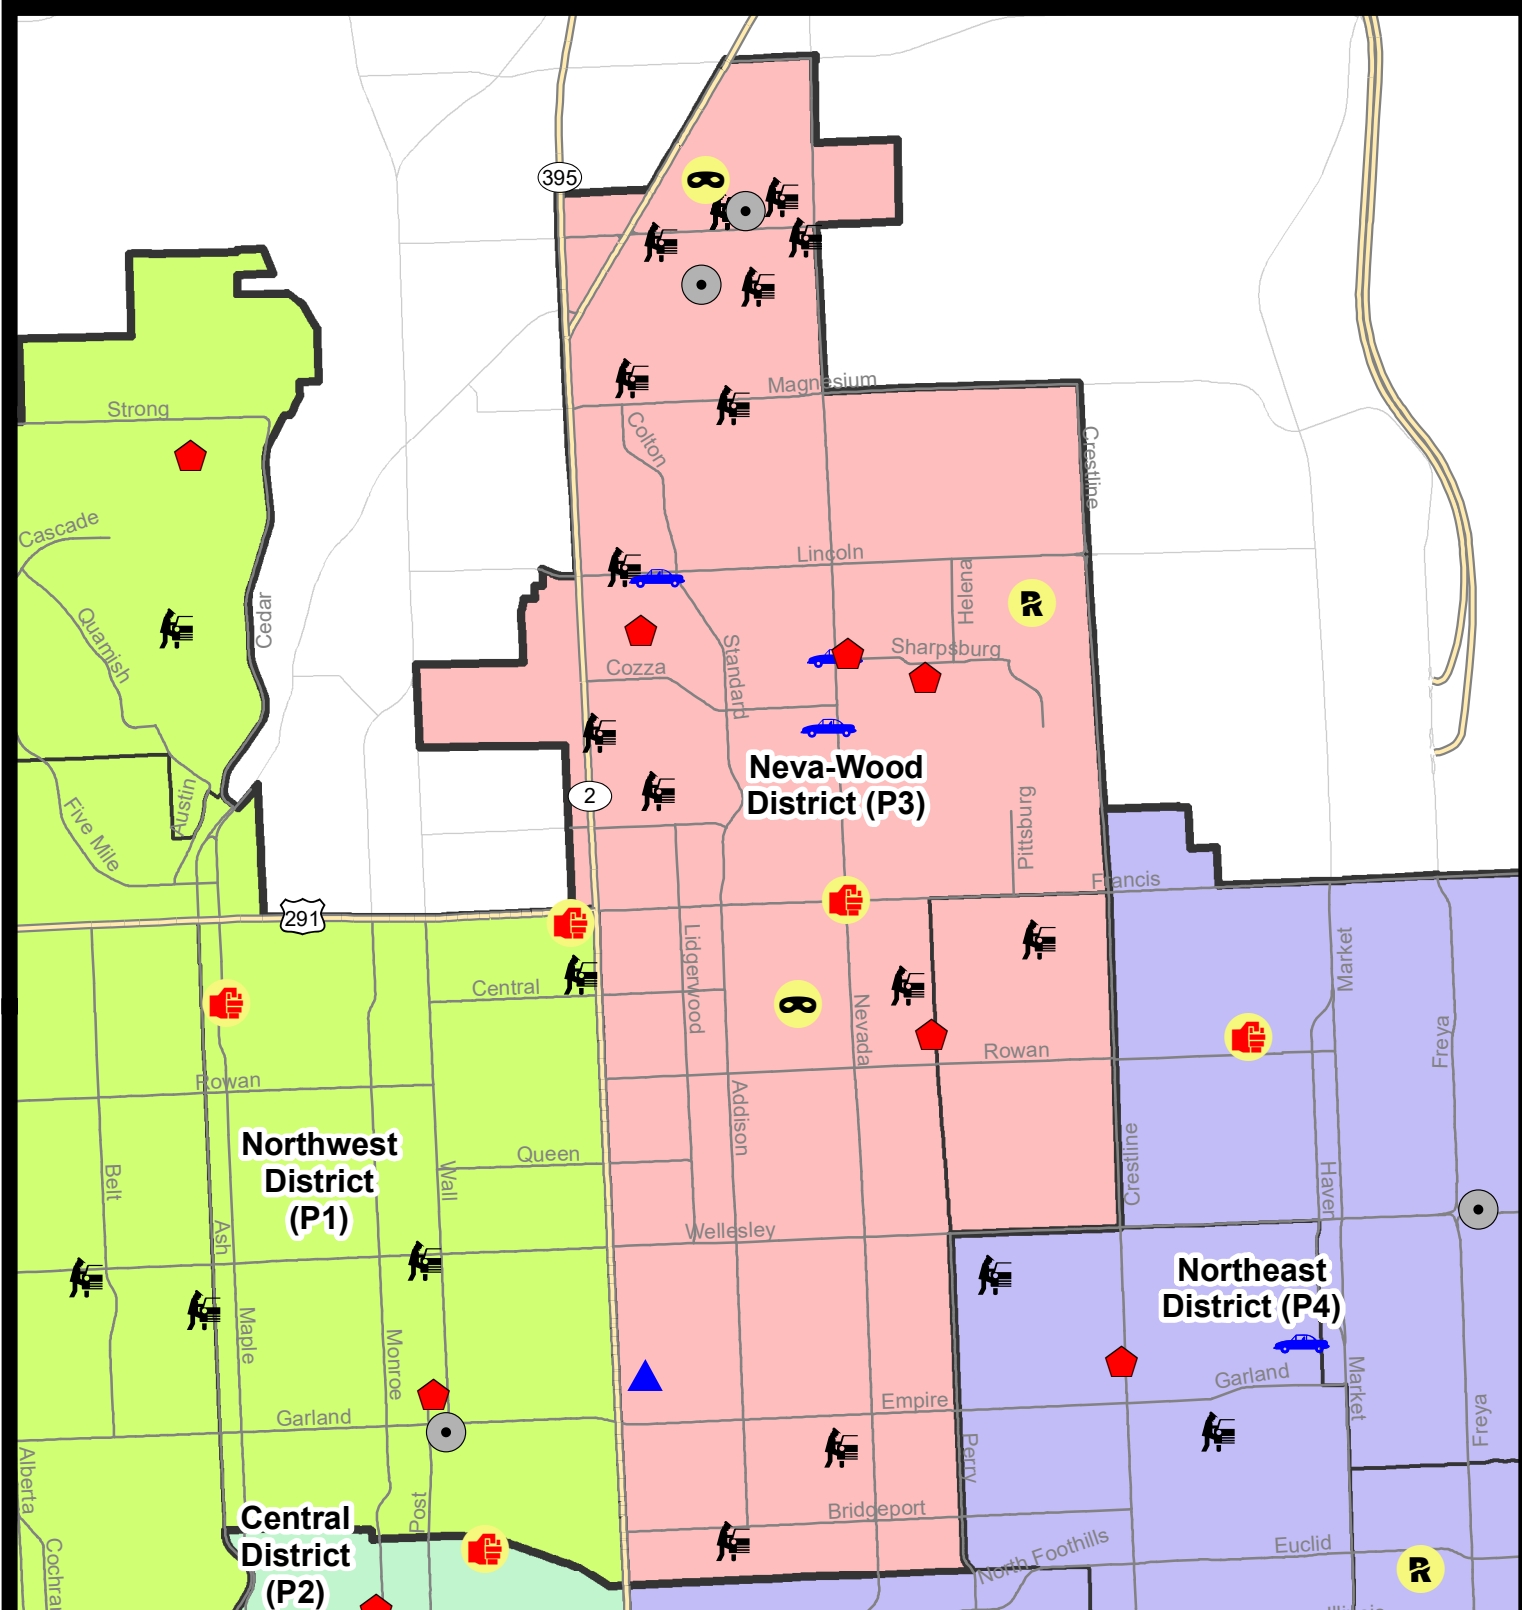 395
Magnesium
Strong
Colton
Crestline
Cascade
Lincoln
Helena
Cedar
Quamish
Sharpsburg
Cozza
Standard
Neva-Wood
District (P3)
2
Austin
Five Mile
Pittsburg
Francis
291
Lidgerwood
Market
Central
Nevada
Freya
Rowan
Rowan
Addison
Northwest
District
(P1)
Queen
Wall
Belt
Crestline
Haven
Ash
Wellesley
Northeast
District (P4)
Maple
Monroe
Garland
Market
Empire
Garland
Freya
Alberta
Perry
Post
Bridgeport
Central
District
(P2)
North Foothills
Euclid